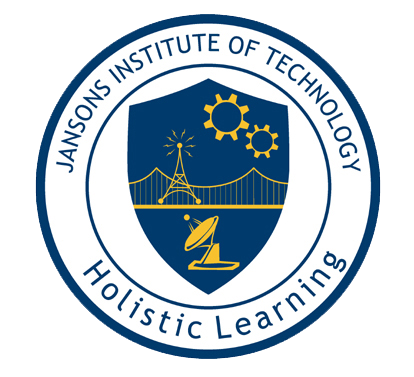 JANSONS INSTITUTE OF TECHNOLOGY
Holistic Learning